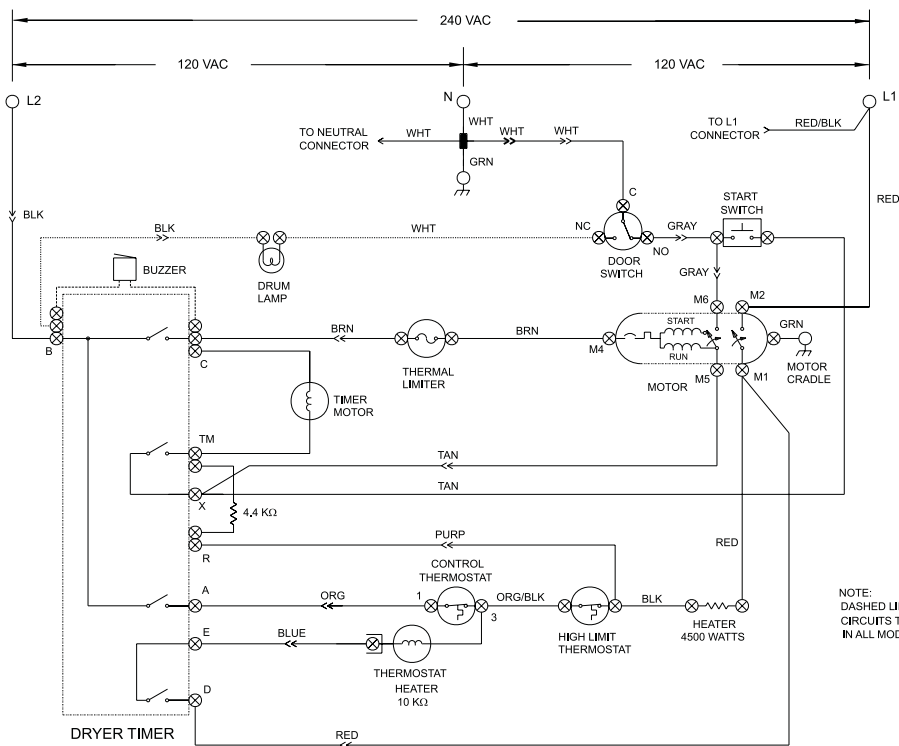 240 VAC
120 VAC
120 VAC
L2
N
L1
WHT
TO NEUTRAL
CONNECTOR
WHT
WHT
WHT
TO L1
CONNECTOR
RED/BLK
GRN
BLK
RED
C
START
SWITCH
BLK
WHT
NC
GRAY
NO
DOOR
SWITCH
BUZZER
DRUM
LAMP
GRAY
M6
M2
B
BRN
BRN
START
GRN
C
THERMAL
LIMITER
M4
RUN
MOTOR
CRADLE
M5
M1
MOTOR
TIMER
MOTOR
TM
TAN
TAN
X
4.4 KΩ
PURP
RED
R
CONTROL
THERMOSTAT
A
ORG
1
ORG/BLK
BLK
3
HIGH LIMIT
THERMOSTAT
HEATER
4500 WATTS
NOTE:
DASHED
CIRCUITS
IN ALL
E
BLUE
THERMOSTAT
HEATER
10 KΩ
D
DRYER TIMER
RED